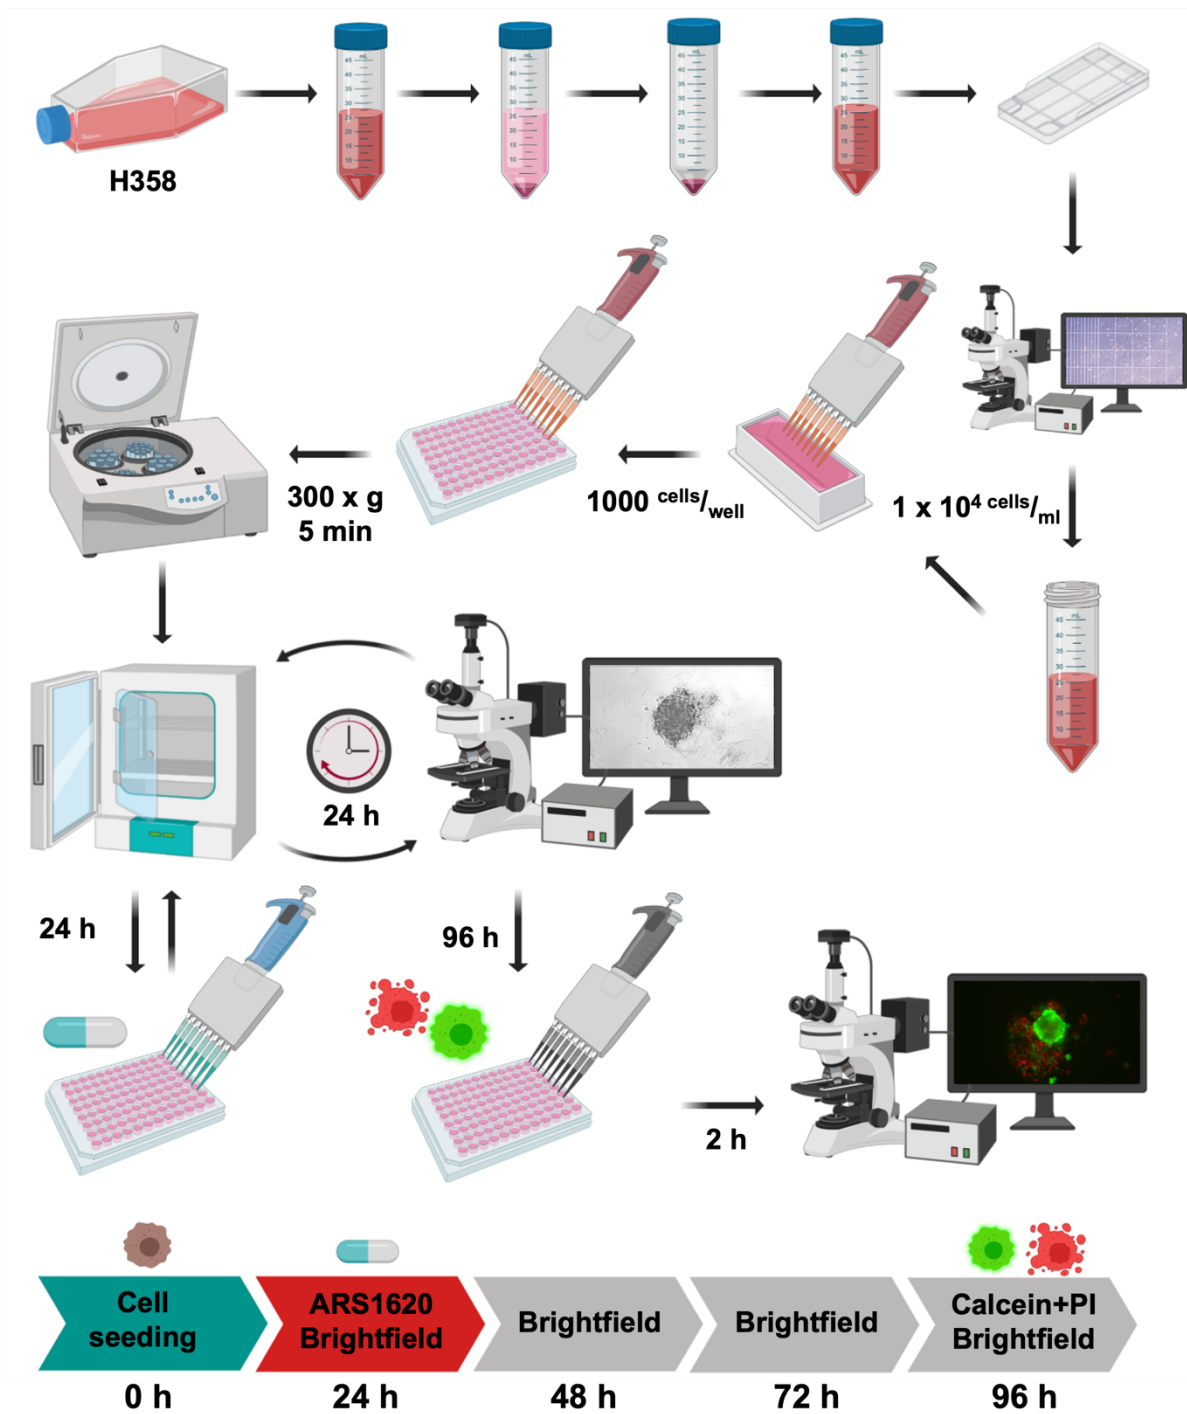 H358
1 x 10⁴ cells/ml
1000 cells/well
300 x g
5 min
24 h
24 h
96 h
2 h
Cell
seeding
ARS1620
Brightfield
Brightfield
Brightfield
Calcein+PI
Brightfield
0 h
24 h
48 h
72 h
96 h